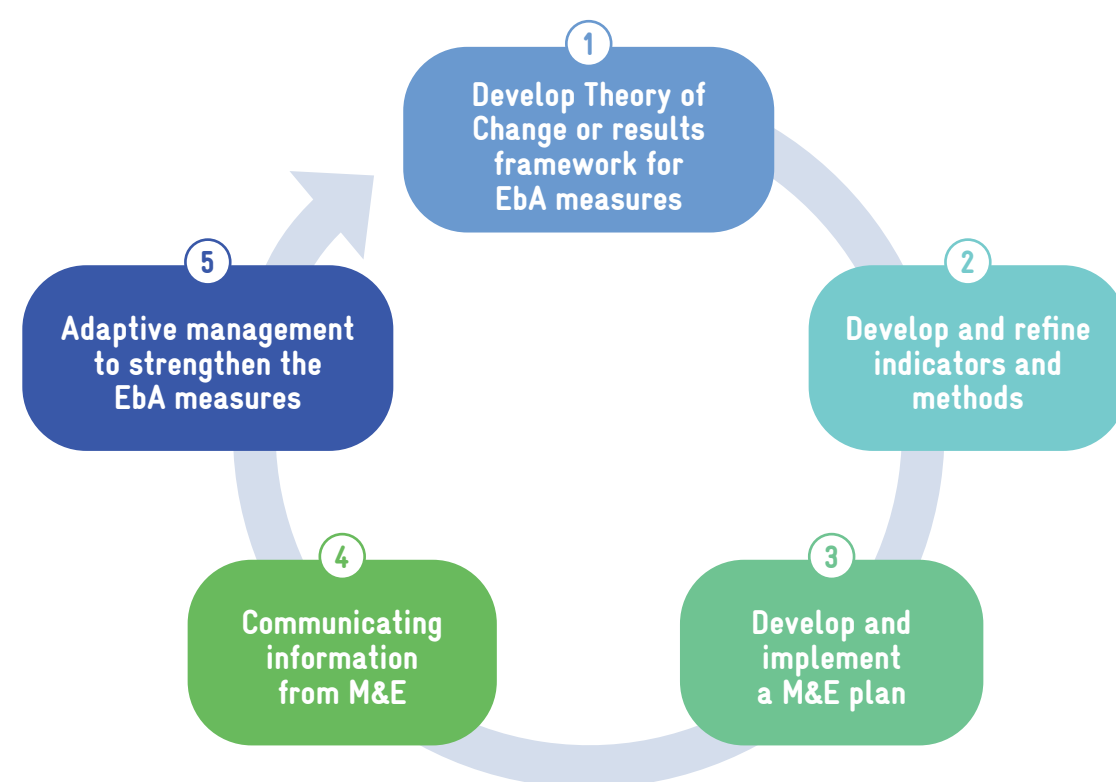 1
Develop Theory of
Change or results
framework for
EbA measures
2
Develop and refine
indicators and
methods
3
Develop and
implement
a M&E plan
4
Communicating
information
from M&E
5
Adaptive management
to strengthen the
EbA measures